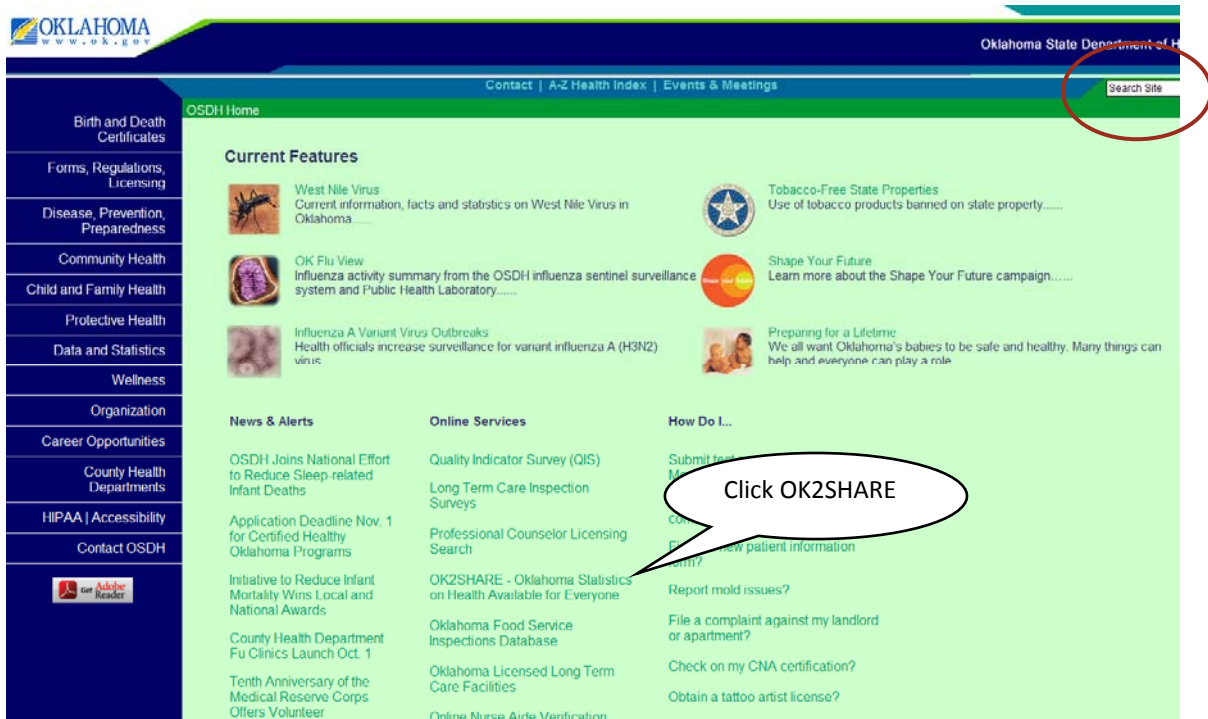 OKLAHOMA
www.ok.gov
Oklahoma State Department of H
Contact | A-Z Health Index | Events & Meetings
Search Site
OSDH Home
Birth and Death
Certificates
Forms, Regulations,
Licensing
Disease, Prevention,
Preparedness
Community Health
Child and Family Health
Protective Health
Data and Statistics
Wellness
Organization
Career Opportunities
County Health
Departments
HIPAA | Accessibility
Contact OSDH
Get Adobe
Reader
Current Features
West Nile Virus
Current information, facts and statistics on West Nile Virus in
Oklahoma......
OK Flu View
Influenza activity summary from the OSDH influenza sentinel surveillance
system and Public Health Laboratory......
Influenza A Variant Virus Outbreaks
Health officials increase surveillance for variant influenza A (H3N2)
virus
Tobacco-Free State Properties
Use of tobacco products banned on state property......
Shape Your Future
Learn more about the Shape Your Future campaign......
Preparing for a Lifetime
We all want Oklahoma's babies to be safe and healthy. Many things can
help and everyone can play a role
News & Alerts
OSDH Joins National Effort
to Reduce Sleep-related
Infant Deaths
Application Deadline Nov. 1
for Certified Healthy
Oklahoma Programs
Initiative to Reduce Infant
Mortality Wins Local and
National Awards
County Health Department
Fu Clinics Launch Oct. 1
Tenth Anniversary of the
Medical Reserve Corps
Offers Volunteer
Online Services
Quality Indicator Survey (QIS)
Long Term Care Inspection
Surveys
Professional Counselor Licensing
Search
OK2SHARE - Oklahoma Statistics
on Health Available for Everyone
Oklahoma Food Service
Inspections Database
Oklahoma Licensed Long Term
Care Facilities
Online Nurse Aide Verification
How Do I...
Submit
Click OK2SHARE
new patient information
form?
Report mold issues?
File a complaint against my landlord
or apartment?
Check on my CNA certification?
Obtain a tattoo artist license?